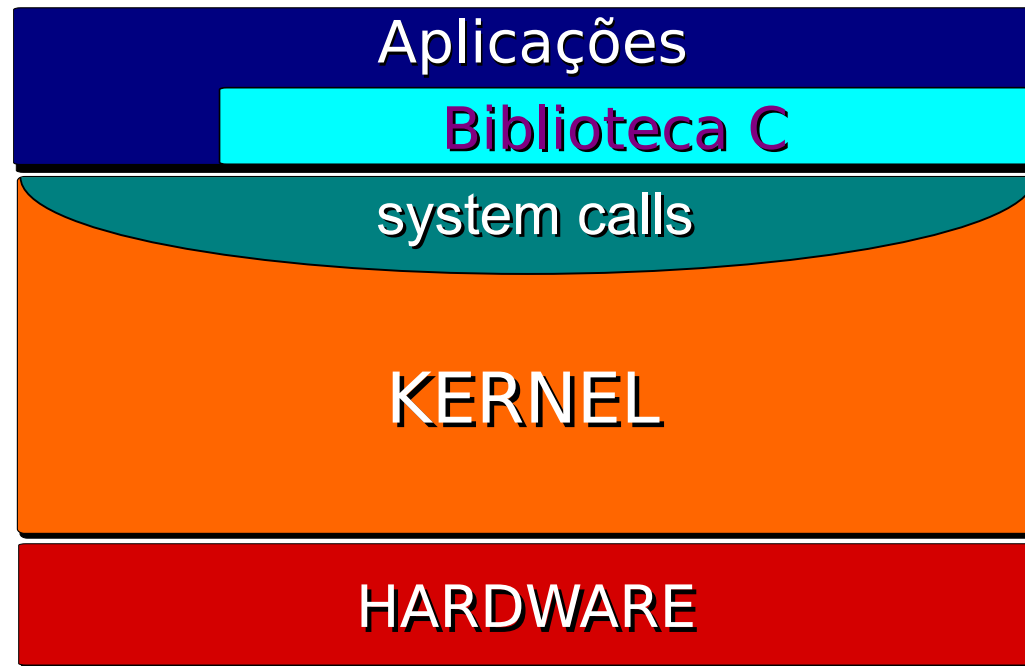 Aplicações
Biblioteca C
system calls
KERNEL
HARDWARE